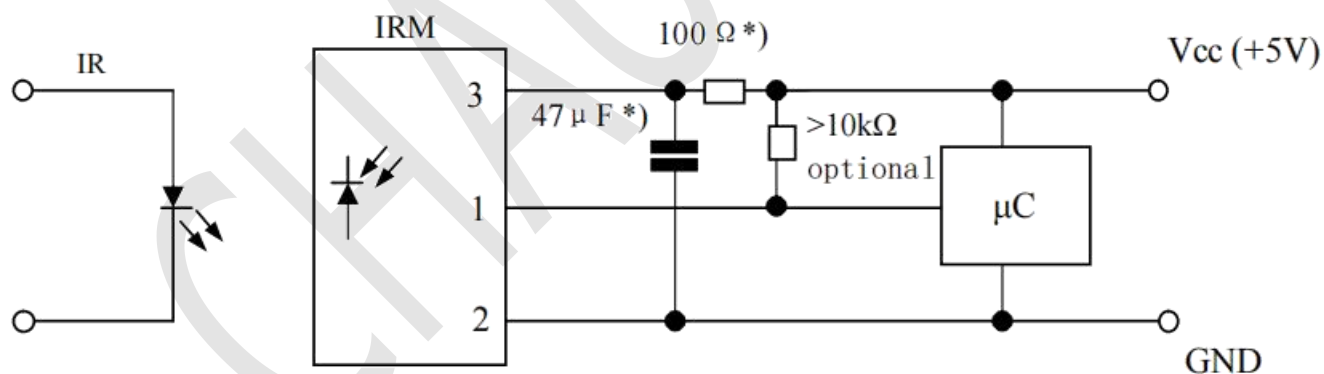 IRM
100 Ω *)
Vcc (+5V)
IR
3
47 μ F *)
>10kΩ
optional
1
μC
2
GND